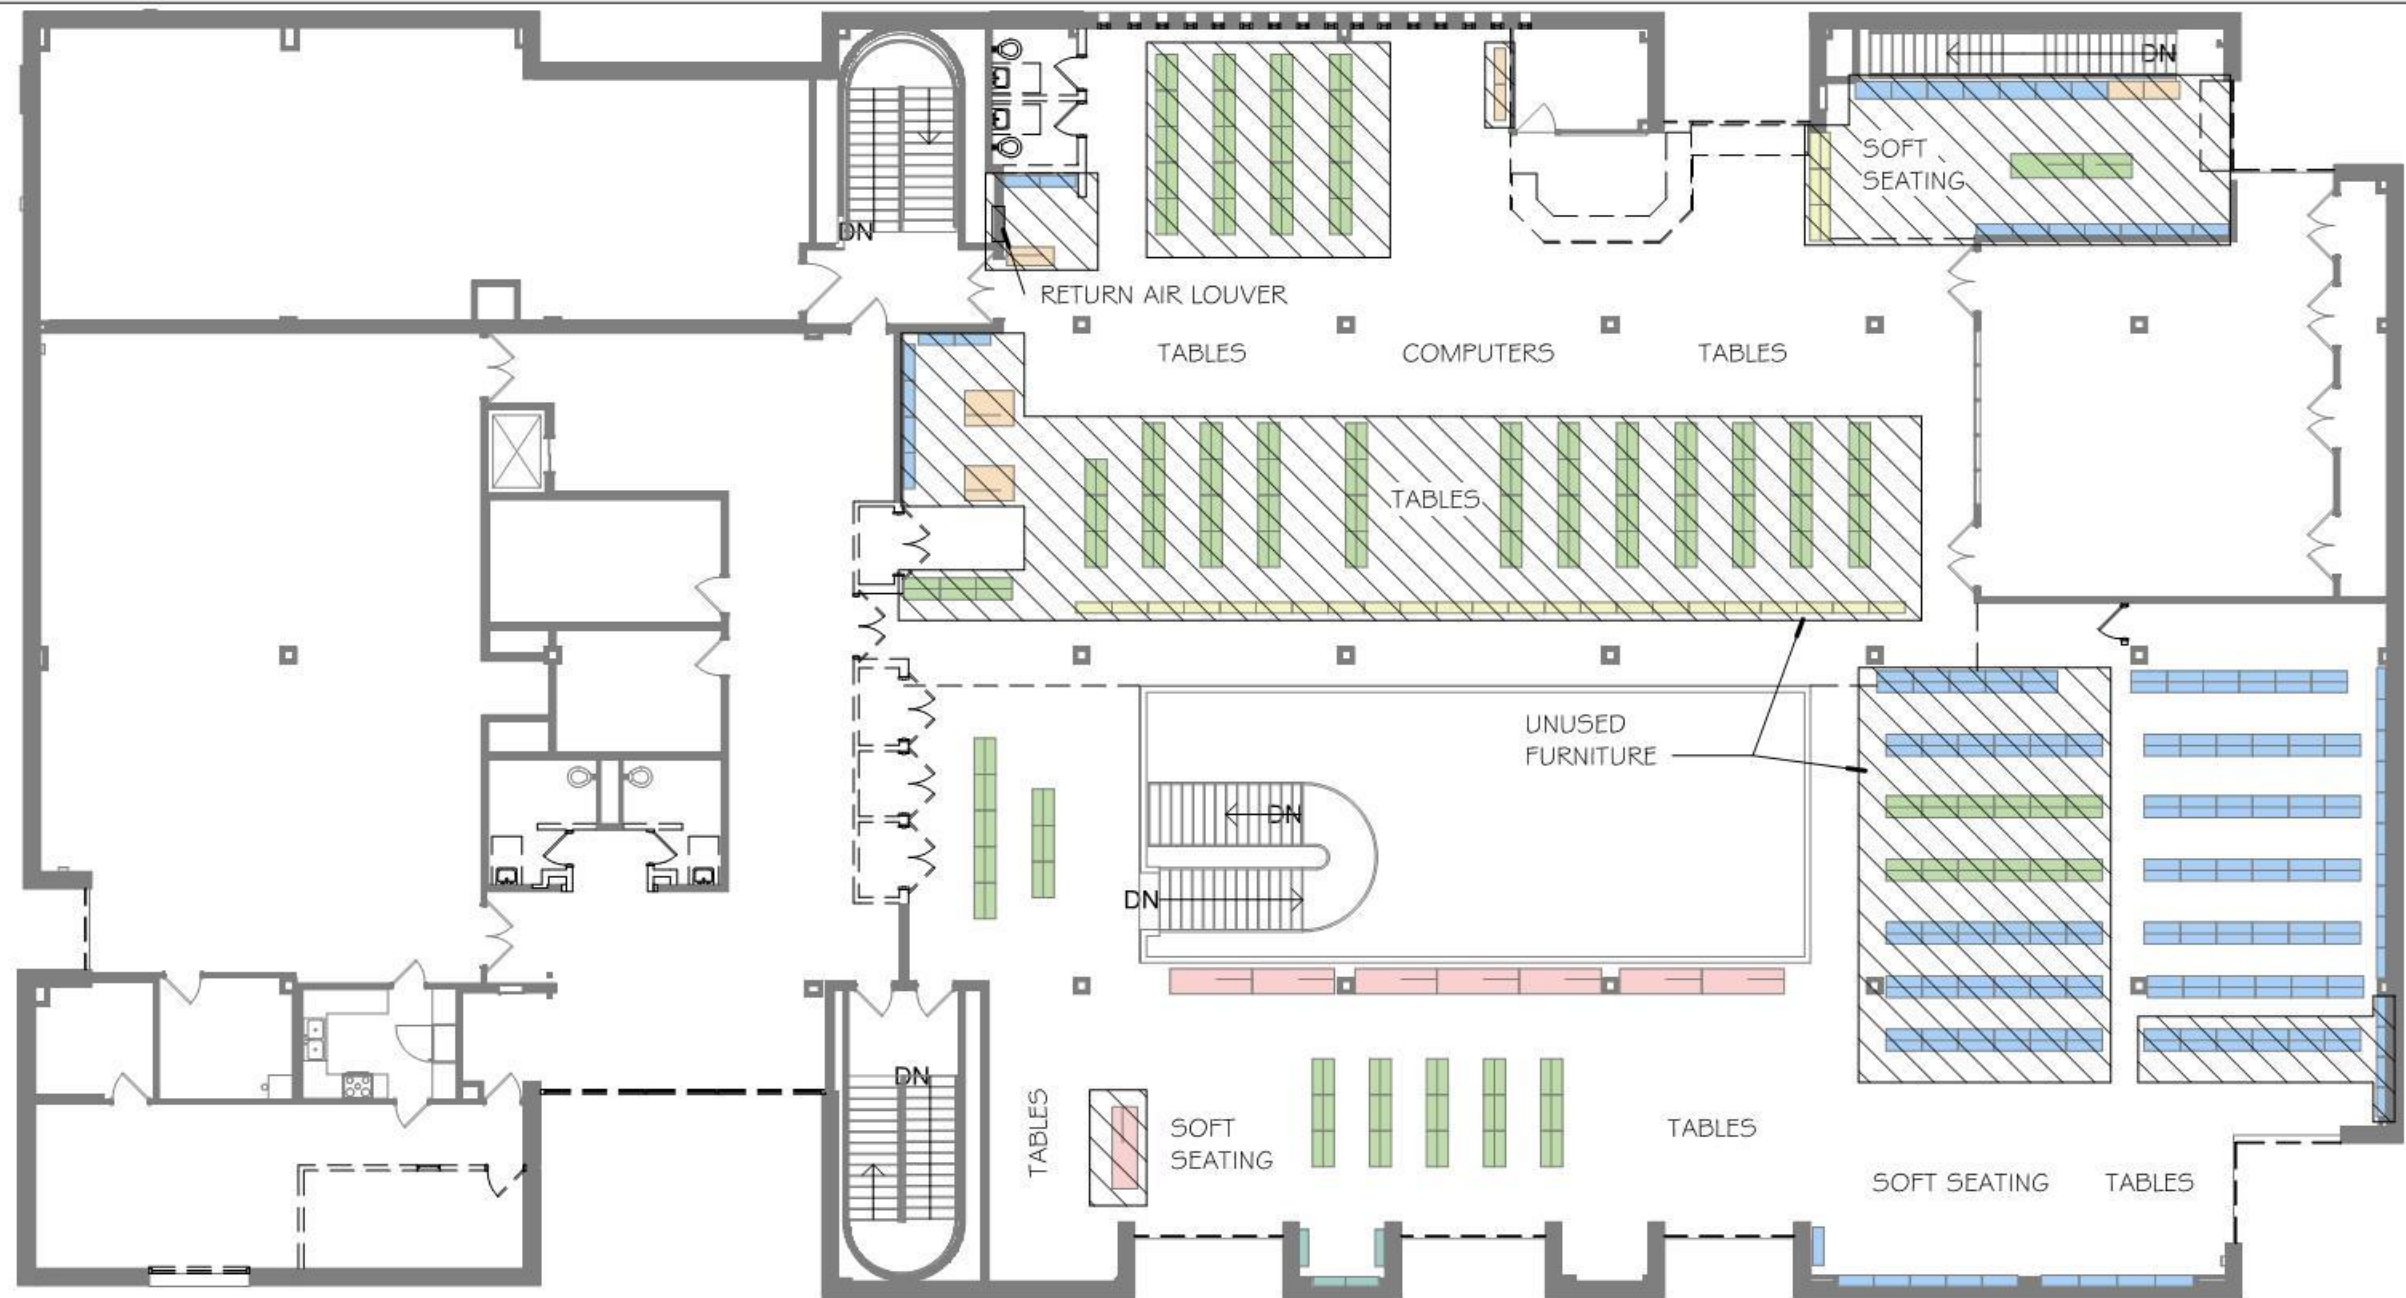 DN
SOFT
SEATING
DN
RETURN AIR LOUVER
TABLES
COMPUTERS
TABLES
TABLES
UNUSED
FURNITURE
DN
DN
DN
TABLES
SOFT
SEATING
TABLES
SOFT SEATING
TABLES